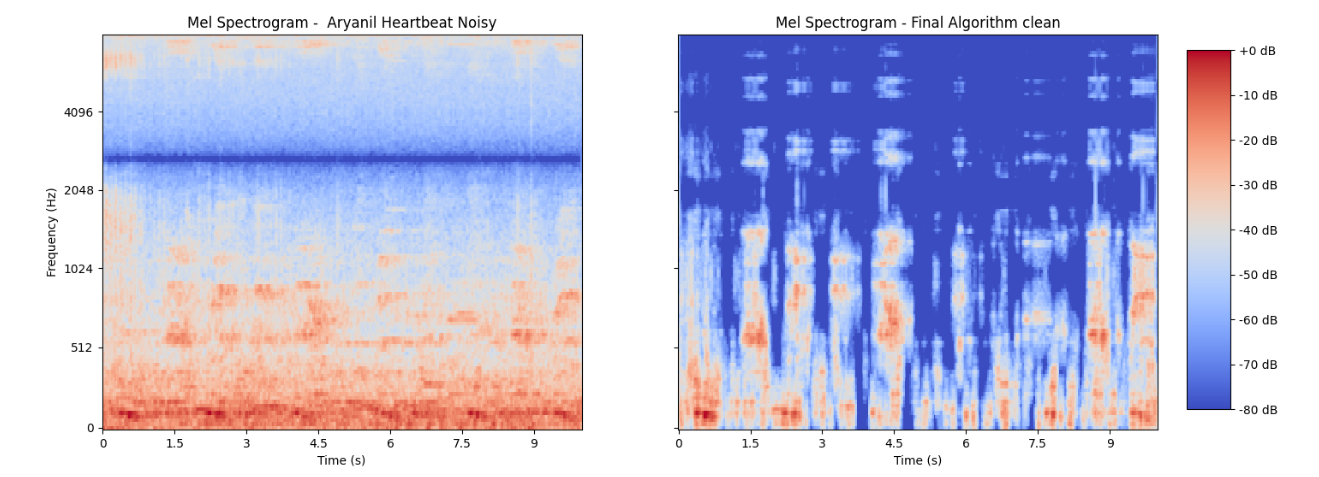 Mel Spectrogram -  Aryanil Heartbeat Noisy
Mel Spectrogram - Final Algorithm clean
Frequency (Hz)
4096
2048
1024
512
0
0 1.5 3 4.5 6 7.5 9
Time (s)
0 1.5 3 4.5 6 7.5 9
Time (s)
+0 dB
-10 dB
-20 dB
-30 dB
-40 dB
-50 dB
-60 dB
-70 dB
-80 dB